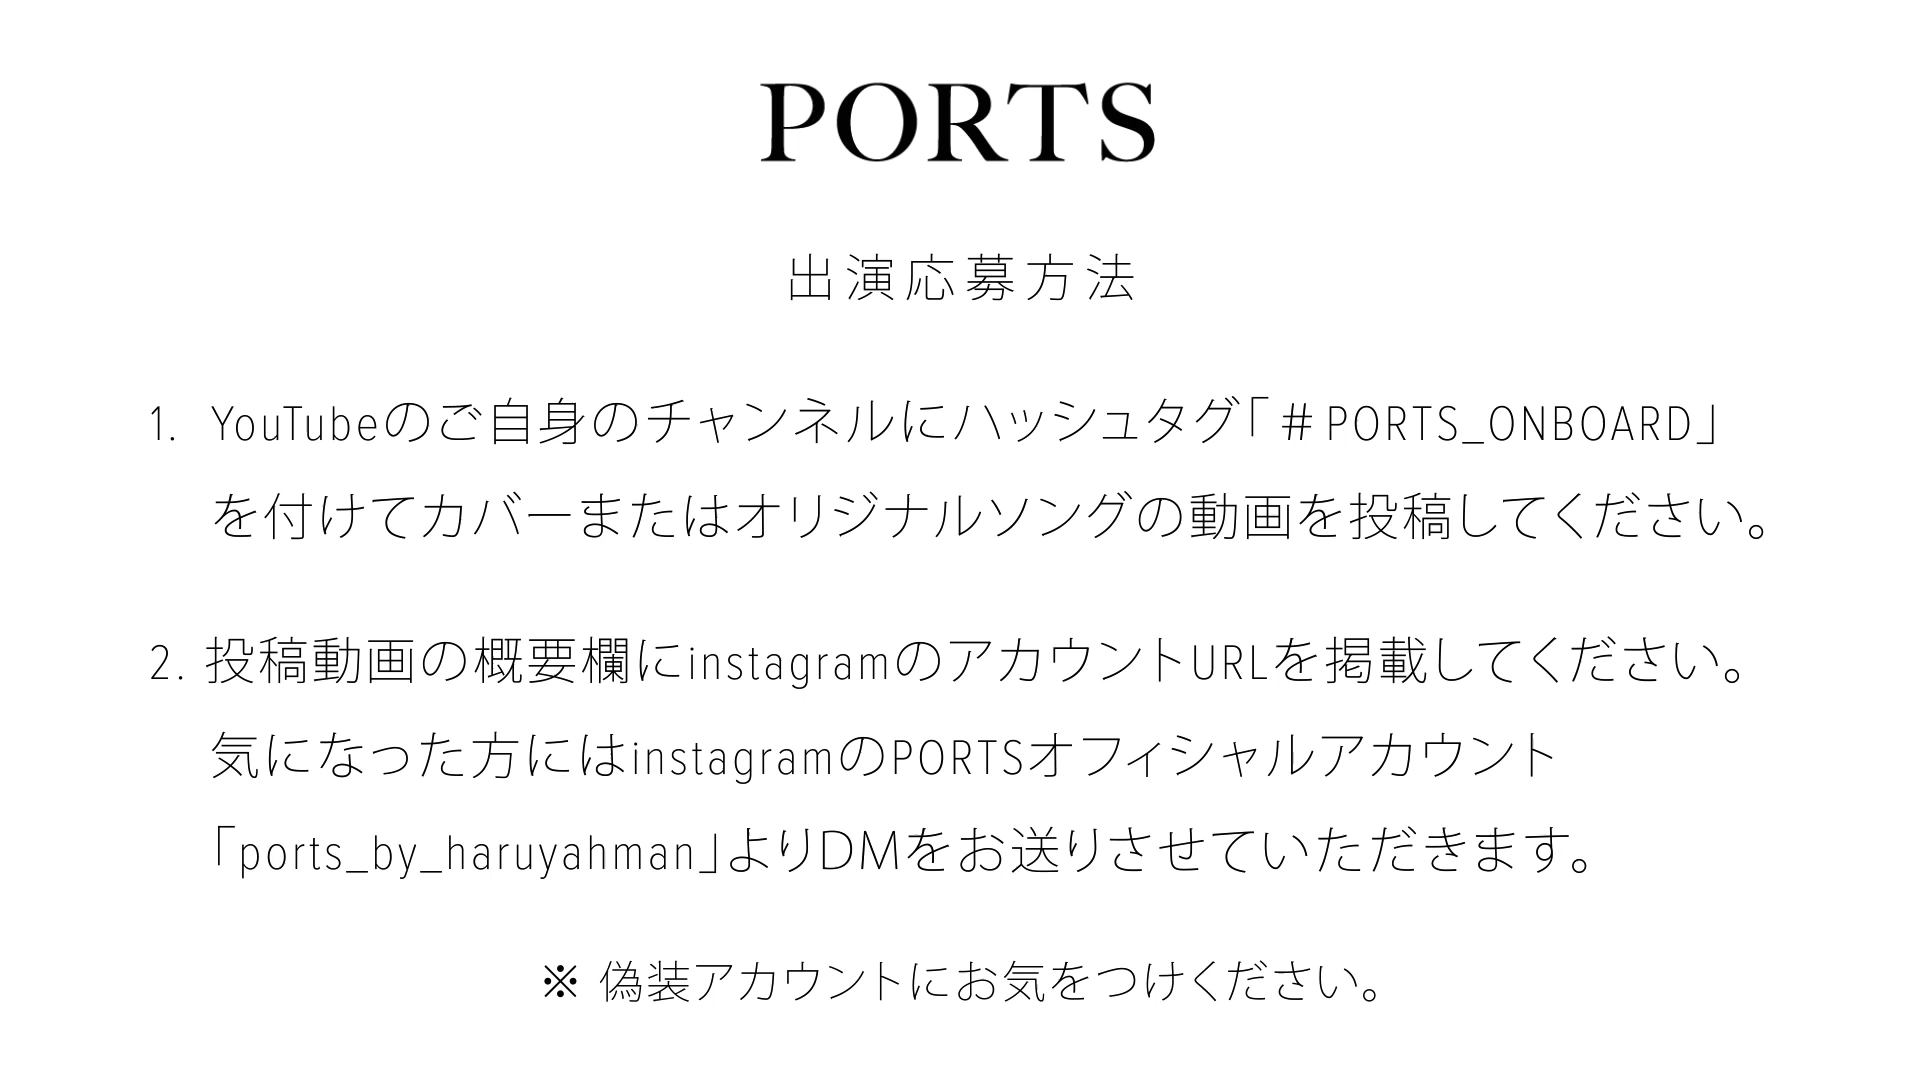 PORTS
出演応募方法
1. YouTubeのご自身のチャンネルにハッシュタグ「＃PORTS_ONBOARD」
を付けてカバーまたはオリジナルソングの動画を投稿してください。
2. 投稿動画の概要欄にinstagramのアカウントURLを掲載してください。
気になった方にはinstagramのPORTSオフィシャルアカウント
「ports_by_haruyahman」よりDMをお送りさせていただきます。
※ 偽装アカウントにお気をつけください。